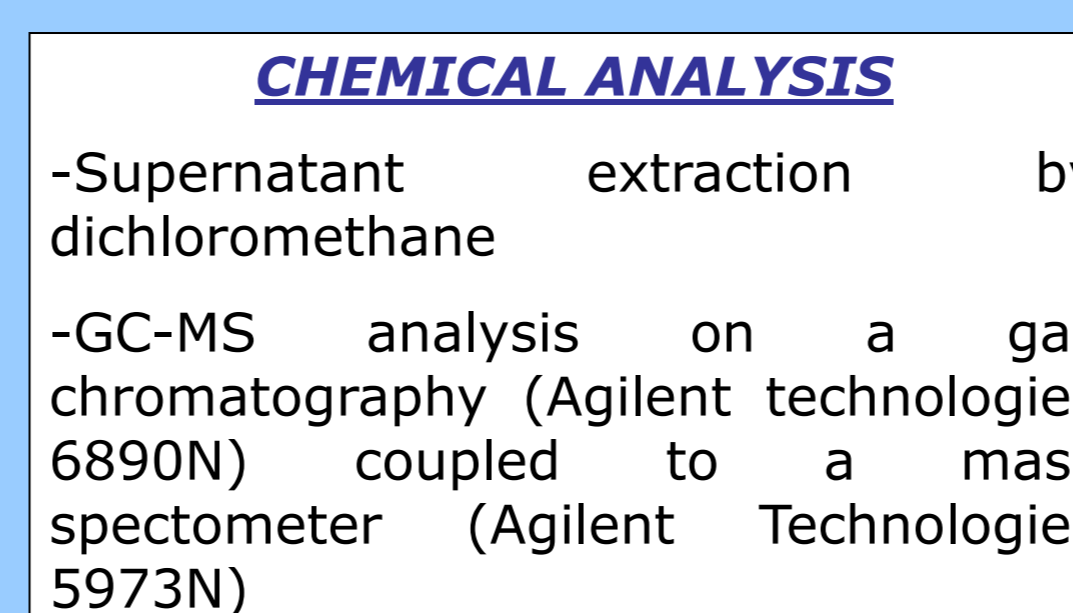 CHEMICAL ANALYSIS
-Supernatant extraction by
dichloromethane
-GC-MS analysis on a ga
chromatography (Agilent technologie
6890N) coupled to a mas
spectometer (Agilent Technologie
5973N)